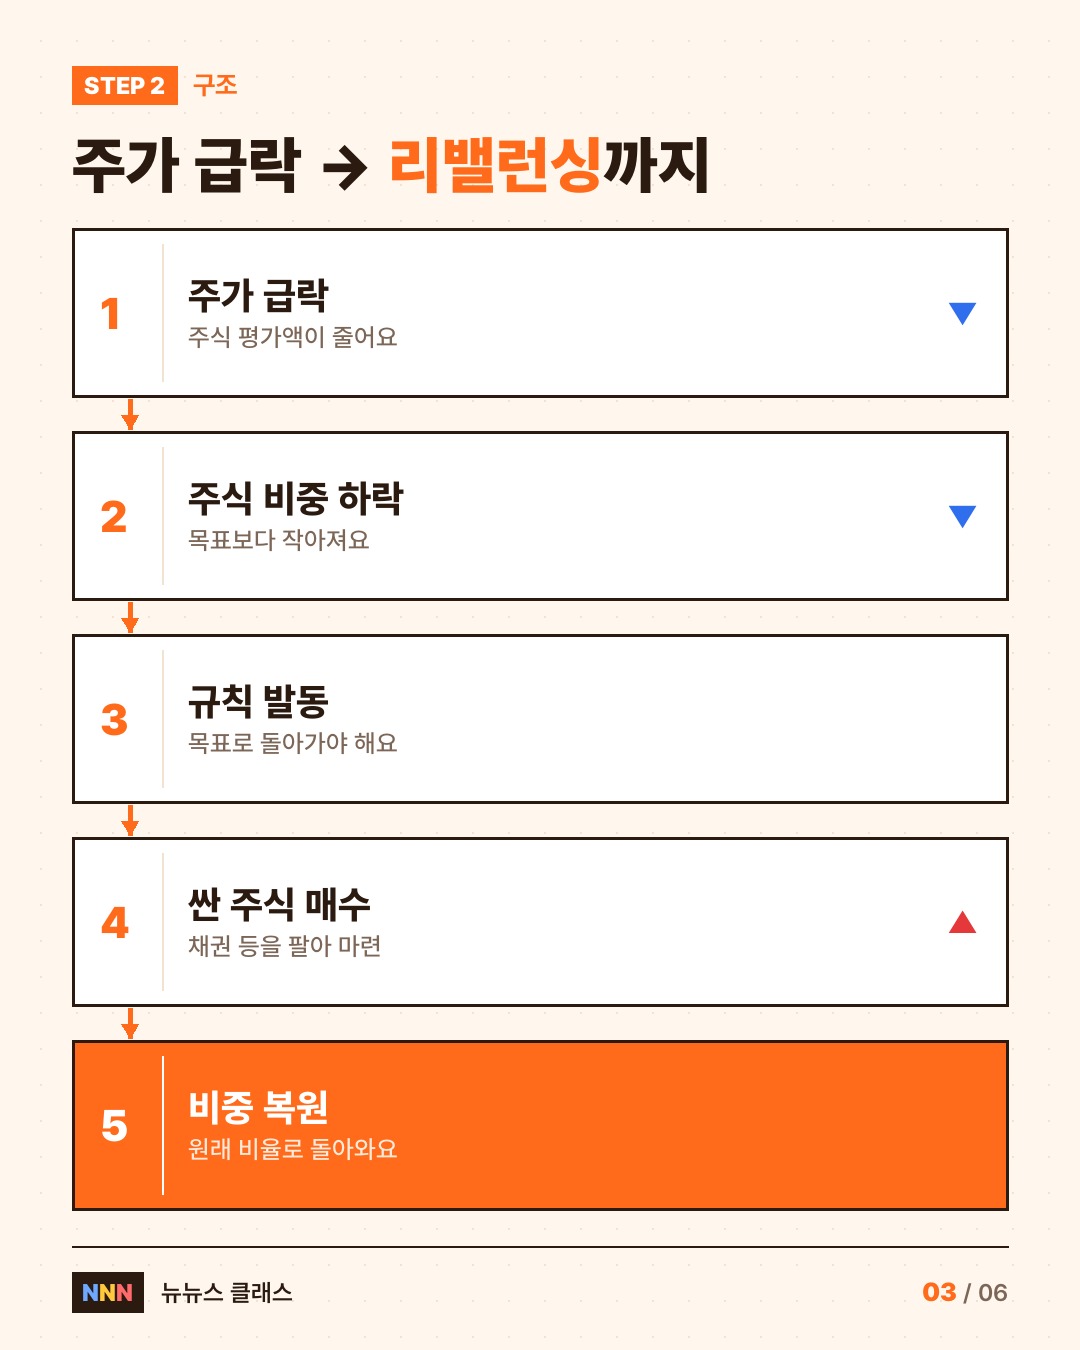 STEP 2 구조
주가 급락 → 리밸런싱까지
1
주가 급락
주식 평가액이 줄어요
▼
2
주식 비중 하락
목표보다 작아져요
▼
3
규칙 발동
목표로 돌아가야 해요
4
싼 주식 매수
채권 등을 팔아 마련
▲
5
비중 복원
원래 비율로 돌아와요
NNN 뉴뉴스 클래스
03 / 06